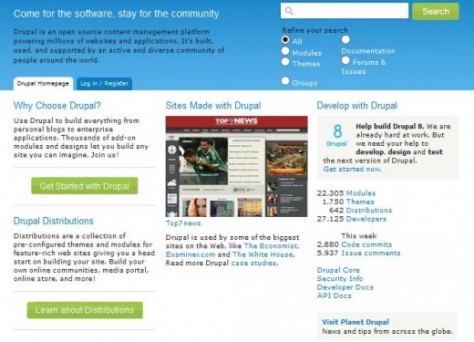 Come for the software, stay for the community
Drupal is an open source content management platform
powering millions of websites and applications. It's built,
used, and supported by an active and diverse community of
people around the world.
Search
Refine your search
All
Modules
Documentation
Themes
Forums &
Issues
Groups
Drupal Homepage
Log in / Register
Why Choose Drupal?
Use Drupal to build everything from
personal blogs to enterprise
applications. Thousands of add-on
modules and designs let you build any
site you can imagine. Join us!
Get Started with Drupal
Drupal Distributions
Distributions are a collection of
pre-configured themes and modules for
feature-rich web sites giving you a head
start on building your site. Build your
own online communities, media portal,
online store, and more!
Learn about Distributions
Sites Made with Drupal
TOP7NEWS
Top7news
Drupal is used by some of the biggest
sites on the Web, like The Economist,
Examiner.com and The White House.
Read more Drupal case studies.
Develop with Drupal
8
Drupal
Help build Drupal 8. We are
already hard at work. But
we need your help to
develop, design and test
the next version of Drupal.
Get started now.
22,305 Modules
1,750 Themes
642 Distributions
27,125 Developers
This week
2,880 Code commits
5,937 Issue comments
Drupal Core
Security Info
Developer Docs
API Docs
Visit Planet Drupal
News and tips from across the globe.